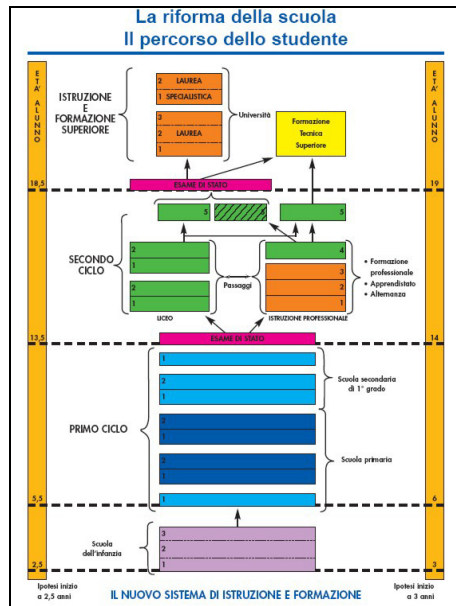 La riforma della scuola
Il percorso dello studente
ETA' ALUNNO
ETA' ALUNNO
ISTRUZIONE
E
FORMAZIONE
SUPERIORE
2 LAUREA
1 SPECIALISTICA
3
2 LAUREA
1
Università
Formazione
Tecnica
Superiore
18,5
ESAME DI STATO
19
5
5
5
SECONDO
CICLO
2
1
2
1
LICEO
Passaggi
4
3
2
1
ISTRUZIONE PROFESSIONALE
• Formazione
professionale
• Apprendistato
• Alternanza
13,5
ESAME DI STATO
14
PRIMO CICLO
1
2
1
Scuola secondaria
di 1° grado
2
1
2
1
1
Scuola primaria
5,5
6
Scuola
dell'infanzia
3
2
1
2,5
3
Ipotesi inizio
a 2,5 anni
IL NUOVO SISTEMA DI ISTRUZIONE E FORMAZIONE
Ipotesi inizio
a 3 anni